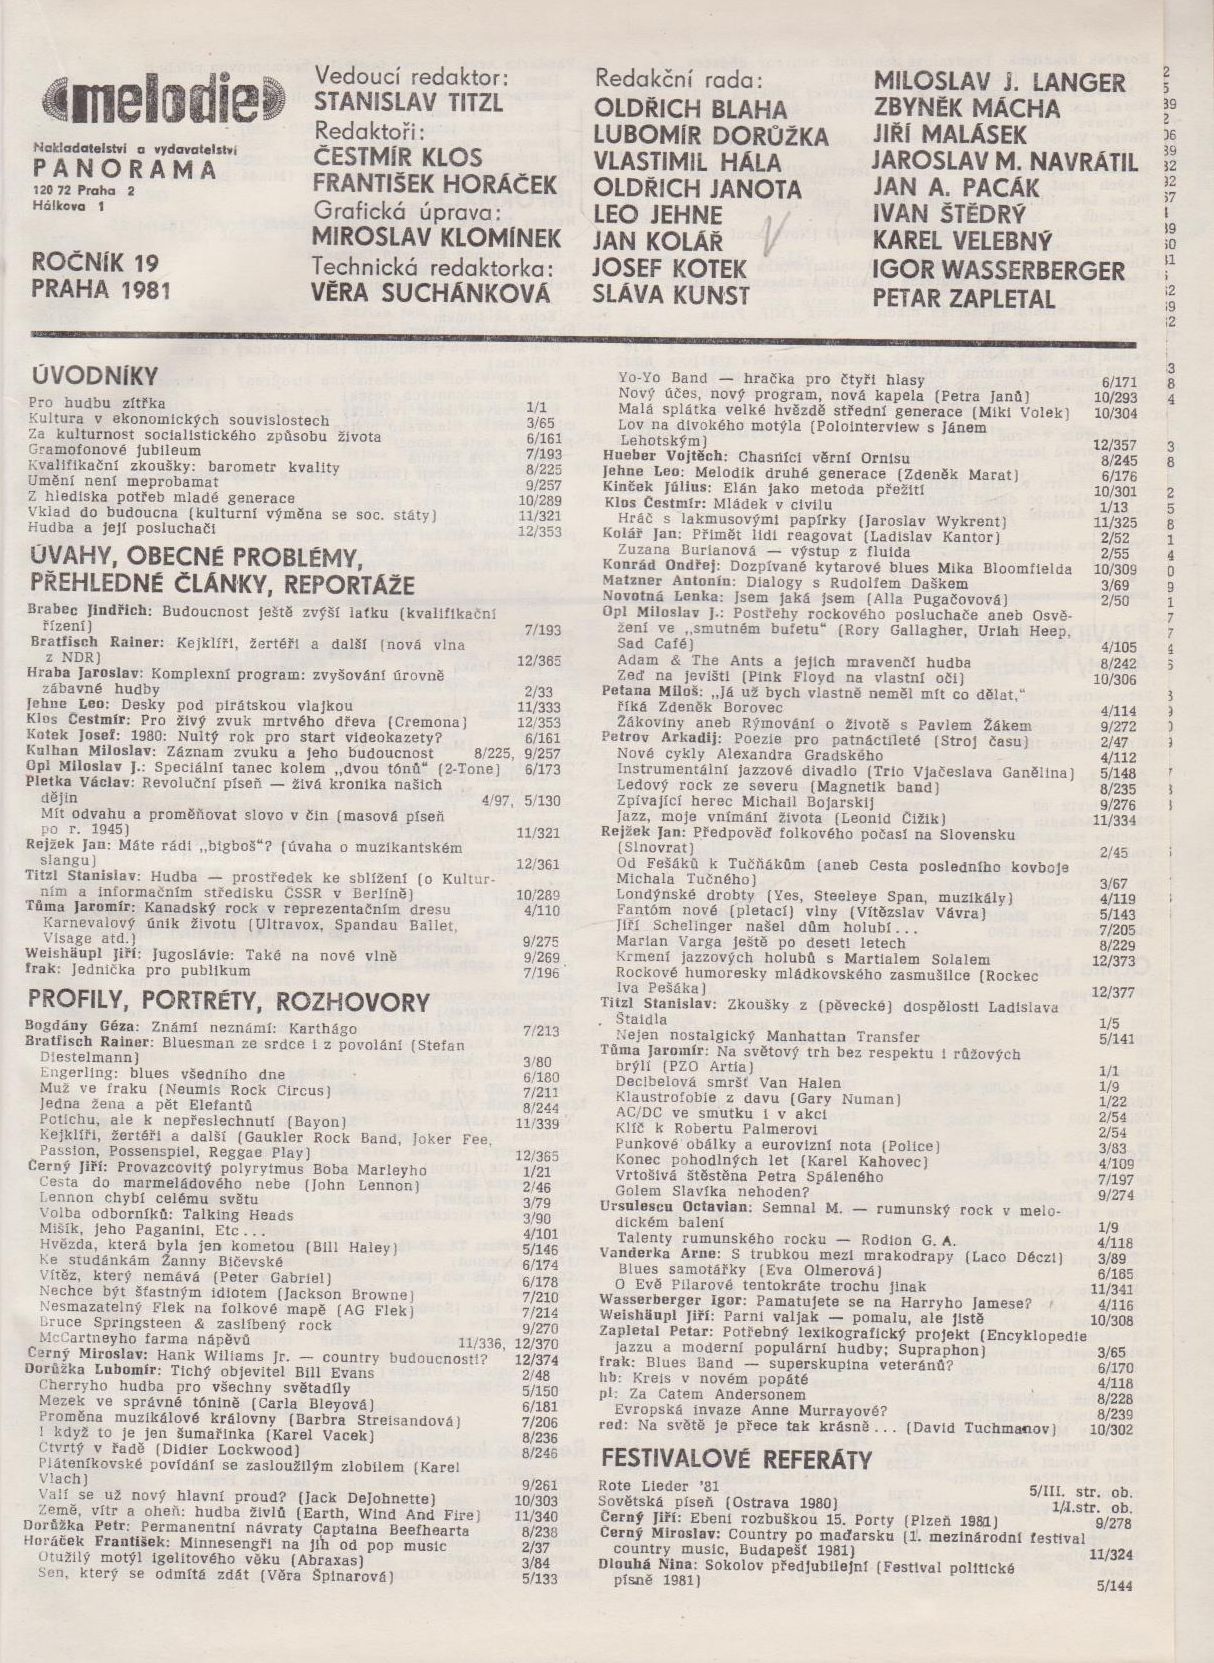 melodie
Nakladatelství a vydavatelství
PANORAMA
120 72 Praha 2
Hálkova 1
ROČNÍK 19
PRAHA 1981
Vedoucí redaktor:
STANISLAV TITZL
Redaktoři:
ČESTMÍR KLOS
FRANTIŠEK HORÁČEK
Grafická úprava:
MIROSLAV KLOMÍNEK
Technická redaktorka:
VĚRA SUCHÁNKOVÁ
Redakční rada:
OLDŘICH BLAHA
LUBOMÍR DORŮŽKA
VLASTIMIL HÁLA
OLDŘICH JANOTA
LEO JEHNE
JAN KOLÁŘ
JOSEF KOTEK
SLÁVA KUNST
MILOSLAV J. LANGER
ZBYNĚK MÁCHA
JIŘÍ MALÁSEK
JAROSLAV M. NAVRÁTIL
JAN A. PACÁK
IVAN ŠTĚDRÝ
KAREL VELEBNÝ
IGOR WASSERBERGER
PETAR ZAPLETAL
ÚVODNÍKY
Pro hudbu zítřka 1/1
Kultura v ekonomických souvislostech 3/65
Za kulturnost socialistického způsobu života 6/161
Gramofonové jubileum 7/193
Kvalifikační zkoušky: barometr kvality 8/225
Umění není meprobamat 9/257
Z hlediska potřeb mladé generace 10/289
Vklad do budoucna (kulturní výměna se soc. státy) 11/321
Hudba a její posluchači 12/353
ÚVAHY, OBECNÉ PROBLÉMY,
PŘEHLEDNÉ ČLÁNKY, REPORTÁŽE
Brabec Jindřich: Budoucnost ještě zvýší laťku (kvalifikační
řízení) 7/193
Bratfisch Rainer: Kejklíři, žertéři a další (nová vlna
z NDR) 12/365
Hraba Jaroslav: Komplexní program: zvyšování úrovně
zábavné hudby 2/33
Jehne Leo: Desky pod pirátskou vlajkou 11/333
Klos Čestmír: Pro živý zvuk mrtvého dřeva (Cremona) 12/353
Kotek Josef: 1980: Nultý rok pro start videokazety? 6/161
Kulhan Miloslav: Záznam zvuku a jeho budoucnost 8/225, 9/257
Opl Miloslav J.: Speciální tanec kolem „dvou tónů“ (2-Tone) 6/173
Pletka Václav: Revoluční píseň — živá kronika našich
dějin 4/97, 5/130
Mít odvahu a proměňovat slovo v čin (masová píseň
po r. 1945) 11/321
Rejžek Jan: Máte rádi „bigboš“? (úvaha o muzikantském
slangu) 12/361
Titzl Stanislav: Hudba — prostředek ke sblížení (o Kultur-
ním a informačním středisku ČSSR v Berlíně) 10/289
Tůma Jaromír: Kanadský rock v reprezentačním dresu 4/110
Karnevalový únik životu (Ultravox, Spandau Ballet,
Visage atd.) 9/275
Weishäupl Jiří: Jugoslávie: Také na nové vlně 9/269
frak: Jednička pro publikum 7/196
PROFILY, PORTRÉTY, ROZHOVORY
Bogdány Géza: Známí neznámí: Karthágo 7/213
Bratfisch Rainer: Bluesman ze srdce i z povolání (Stefan
Diestelmann) 3/80
Engerling: blues všedního dne 6/180
Muž ve fraku (Neumis Rock Circus) 7/211
Jedna žena a pět Elefantů 8/244
Potichu, ale k nepřeslechnutí (Bayon) 11/339
Kejklíři, žertéři a další (Gaukler Rock Band, Joker Fee,
Passion, Possenspiel, Reggae Play) 12/365
Černý Jiří: Provazcovitý polyrytmus Boba Marleyho 1/21
Cesta do marmeládového nebe (John Lennon) 2/46
Lennon chybí celému světu 3/79
Volba odborníků: Talking Heads 3/90
Mišík, jeho Paganini, Etc... 4/101
Hvězda, která byla jen kometou (Bill Haley) 5/146
Ke studánkám Žanny Bičevské 6/174
Vítěz, který nemává (Peter Gabriel) 6/178
Nechce být šťastným idiotem (Jackson Browne) 7/210
Nesmazatelný Flek na folkové mapě (AG Flek) 7/214
Bruce Springsteen & zaslíbený rock 9/270
McCartneyho farma nápěvů 11/336, 12/370
Černý Miroslav: Hank Wiliams Jr. — country budoucnosti? 12/374
Dorůžka Lubomír: Tichý objevitel Bill Evans 2/48
Cherryho hudba pro všechny světadíly 5/150
Mezek ve správné tónině (Carla Bleyová) 6/181
Proměna muzikálové královny (Barbra Streisandová) 7/206
I když to je jen šumařinka (Karel Vacek) 8/236
Čtvrtý v řadě (Didier Lockwood) 8/246
Pláteníkovské povídání se zasloužilým zlobilem (Karel
Vlach) 9/261
Valí se už nový hlavní proud? (Jack DeJohnette) 10/303
Země, vítr a oheň: hudba živlů (Earth, Wind And Fire) 11/340
Dorůžka Petr: Permanentní návraty Captaina Beefhearta 8/238
Horáček František: Minnesengři na jih od pop music 2/37
Otužilý motýl igelitového věku (Abraxas) 3/84
Sen, který se odmítá zdát (Věra Špinarová) 5/133
Yo-Yo Band — hračka pro čtyři hlasy 6/171
Nový účes, nový program, nová kapela (Petra Janů) 10/293
Malá splátka velké hvězdě střední generace (Miki Volek) 10/304
Lov na divokého motýla (Polointerview s Jánem
Lehotským) 12/357
Hueber Vojtěch: Chasníci věrní Ornisu 8/245
Jehne Leo: Melodik druhé generace (Zdeněk Marat) 6/176
Kinček Július: Elán jako metoda přežití 10/301
Klos Čestmír: Mládek v civilu 1/13
Hráč s lakmusovými papírky (Jaroslav Wykrent) 11/325
Kolář Jan: Přimět lidi reagovat (Ladislav Kantor) 2/52
Zuzana Burianová — výstup z fluida 2/55
Konrád Ondřej: Dozpívané kytarové blues Mika Bloomfielda 10/309
Matzner Antonín: Dialogy s Rudolfem Daškem 3/69
Novotná Lenka: Jsem jaká jsem (Alla Pugačovová) 2/50
Opl Miloslav J.: Postřehy rockového posluchače aneb Osvě-
žení ve „smutném bufetu“ (Rory Gallagher, Uriah Heep,
Sad Café) 4/105
Adam & The Ants a jejich mravenčí hudba 8/242
Zeď na jevišti (Pink Floyd na vlastní oči) 10/306
Petana Miloš: „Já už bych vlastně neměl mít co dělat,“
říká Zdeněk Borovec 4/114
Žákoviny aneb Rýmování o životě s Pavlem Žákem 9/272
Petrov Arkadij: Poezie pro patnáctileté (Stroj času) 2/47
Nové cykly Alexandra Gradského 4/112
Instrumentální jazzové divadlo (Trio Vjačeslava Ganělina) 5/148
Ledový rock ze severu (Magnetik band) 8/235
Zpívající herec Michail Bojarskij 9/276
Jazz, moje vnímání života (Leonid Čižik) 11/334
Rejžek Jan: Předpověď folkového počasí na Slovensku
(Slnovrat) 2/45
Od Fešáků k Tučňákům (aneb Cesta posledního kovboje
Michala Tučného) 3/67
Londýnské drobty (Yes, Steeleye Span, muzikály) 4/119
Fantóm nové (pletací) vlny (Vítězslav Vávra) 5/143
Jiří Schelinger našel dům holubí... 7/205
Marian Varga ještě po deseti letech 8/229
Krmení jazzových holubů s Martialem Solalem 12/373
Rockové humoresky mládkovského zasmušilce (Rockec
Iva Pešáka) 12/377
Titzl Stanislav: Zkoušky z (pěvecké) dospělosti Ladislava
Štaidla 1/5
Nejen nostalgický Manhattan Transfer 5/141
Tůma Jaromír: Na světový trh bez respektu i růžových
brýlí (PZO Artia) 1/1
Decibelová smršť Van Halen 1/9
Klaustrofobie z davu (Gary Numan) 1/22
AC/DC ve smutku i v akci 2/54
Klíč k Robertu Palmerovi 2/54
Punkové obálky a eurovizní nota (Police) 3/83
Konec pohodlných let (Karel Kahovec) 4/109
Vrtošivá štěstěna Petra Spáleného 7/197
Golem Slavíka nehoden? 9/274
Ursulescu Octavian: Semnal M. — rumunský rock v melo-
dickém balení 1/9
Talenty rumunského rocku — Rodion G. A. 4/118
Vanderka Arne: S trubkou mezi mrakodrapy (Laco Déczi) 3/89
Blues samotářky (Eva Olmerová) 6/165
O Evě Pilarové tentokráte trochu jinak 11/341
Wasserberger Igor: Pamatujete se na Harryho Jamese? 4/116
Weishäupl Jiří: Parni valjak — pomalu, ale jistě 10/308
Zapletal Petar: Potřebný lexikografický projekt (Encyklopedie
jazzu a moderní populární hudby; Supraphon) 3/65
frak: Blues Band — superskupina veteránů? 6/170
hb: Kreis v novém popáté 4/118
pl: Za Catem Andersonem 8/228
Evropská invaze Anne Murrayové? 8/239
red: Na světě je přece tak krásně... (David Tuchmanov) 10/302
FESTIVALOVÉ REFERÁTY
Rote Lieder '81 5/III. str. ob.
Sovětská píseň (Ostrava 1980) 1/I.str. ob.
Černý Jiří: Ebení rozbuškou 15. Porty (Plzeň 1981) 9/278
Černý Miroslav: Country po maďarsku (1. mezinárodní festival
country music, Budapešť 1981) 11/324
Dlouhá Nina: Sokolov předjubilejní (Festival politické
písně 1981) 5/144